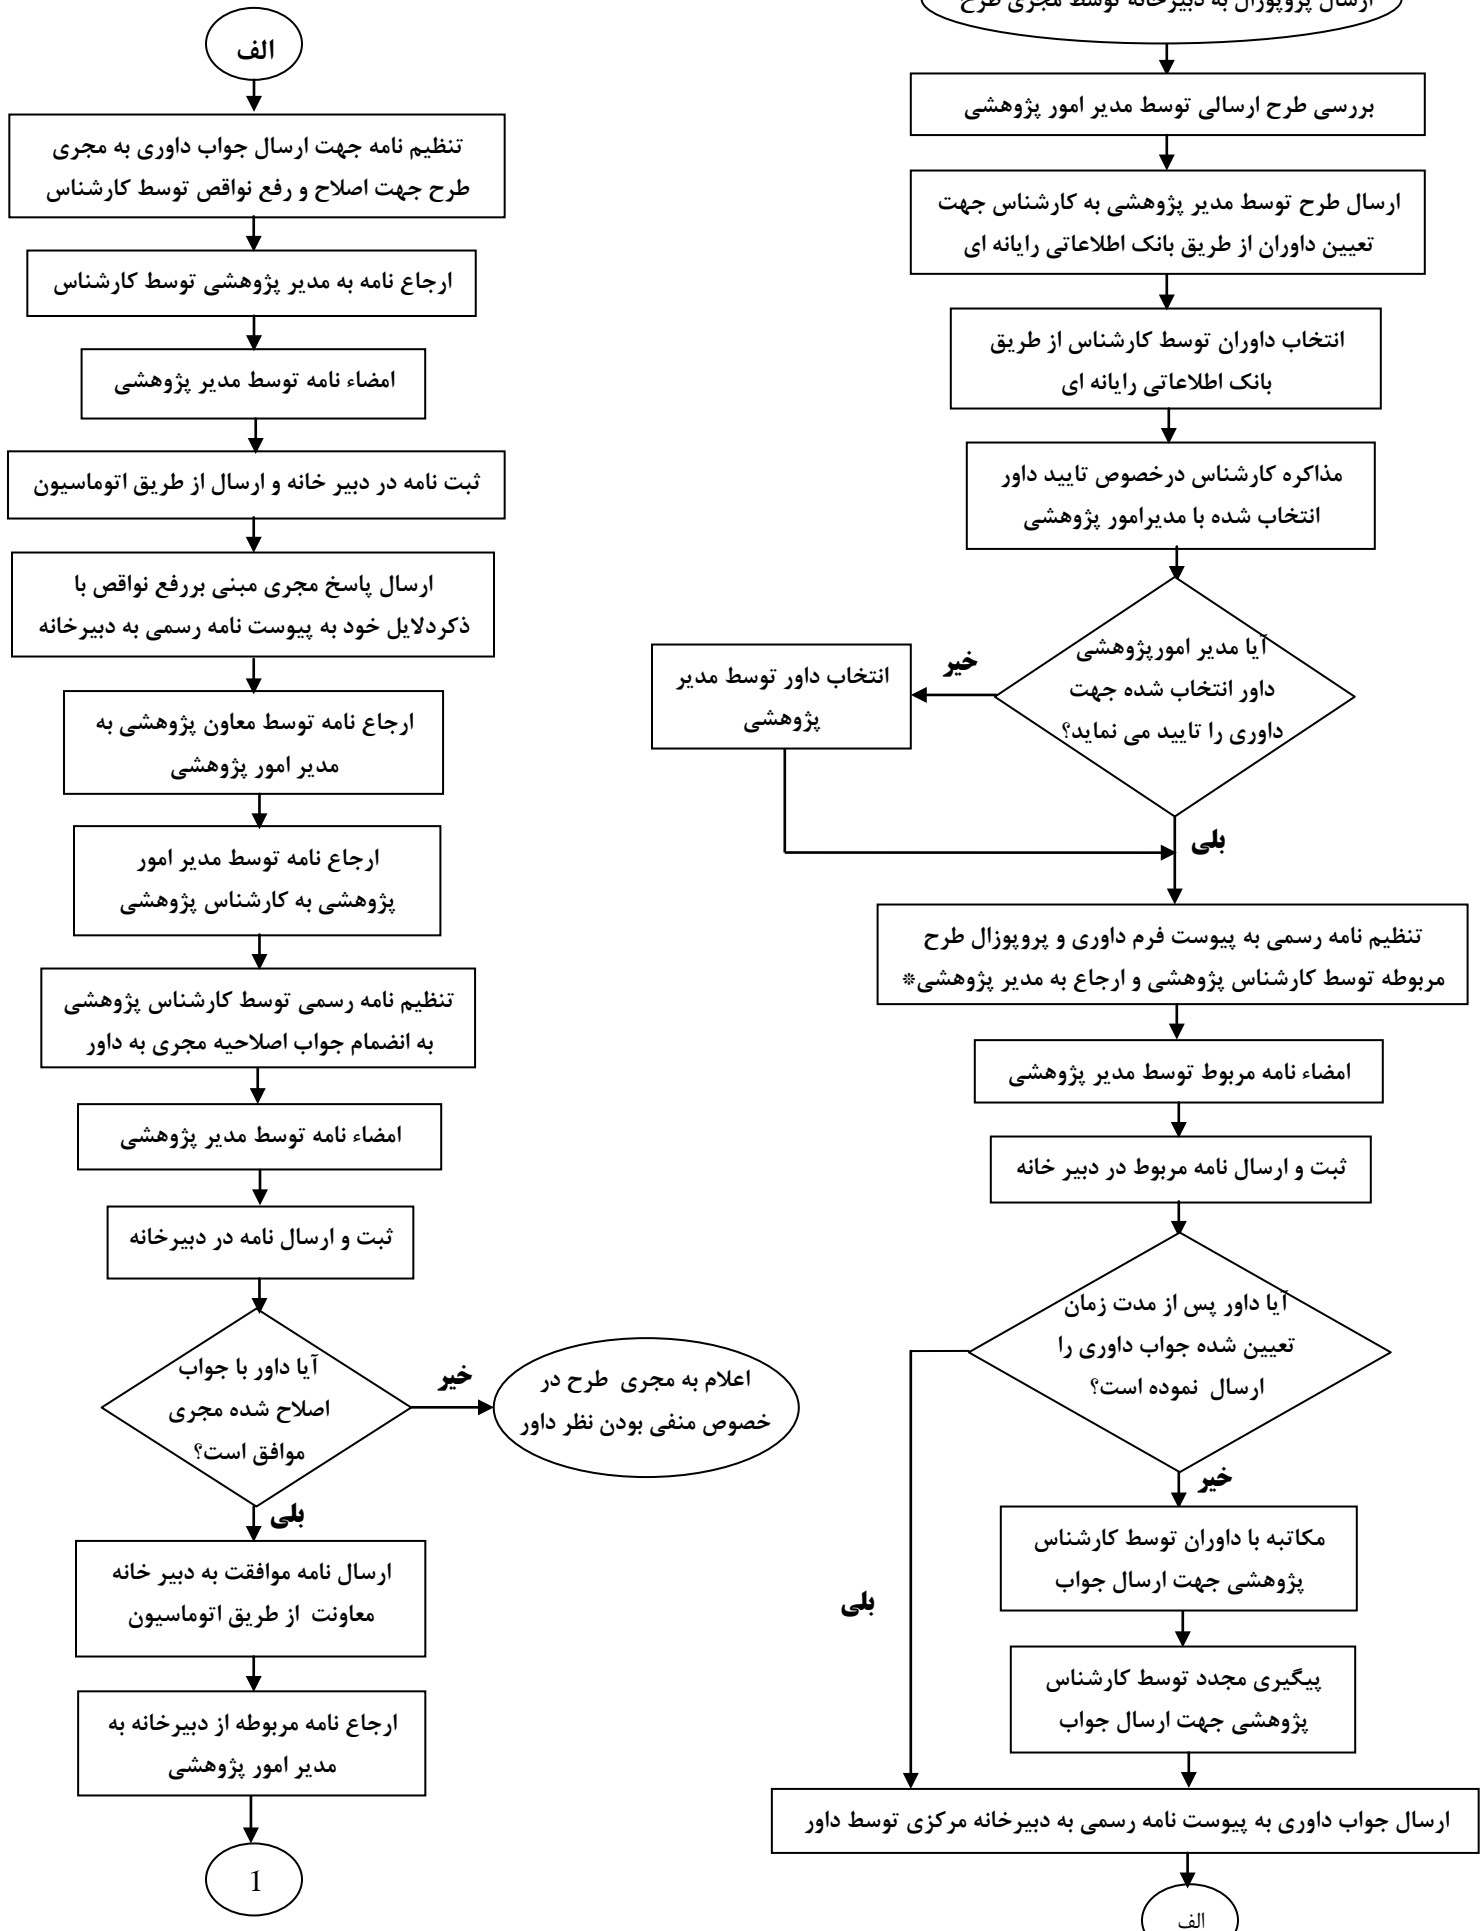 ارسال پروپوزال به دبیرخانه توسط مجری طرح
بررسی طرح ارسالی توسط مدیر امور پژوهشی
ارسال طرح توسط مدیر پژوهشی به کارشناس جهت
تعیین داوران از طریق بانک اطلاعاتی رایانه ای
انتخاب داوران توسط کارشناس از طریق
بانک اطلاعاتی رایانه ای
مذاکره کارشناس درخصوص تایید داور
انتخاب شده با مدیرامور پژوهشی
آیا مدیر امورپژوهشی
داور انتخاب شده جهت
داوری را تایید می نماید؟
خیر
انتخاب داور توسط مدیر
پژوهشی
بلی
تنظیم نامه رسمی به پیوست فرم داوری و پروپوزال طرح
مربوطه توسط کارشناس پژوهشی و ارجاع به مدیر پژوهشی*
امضاء نامه مربوط توسط مدیر پژوهشی
ثبت و ارسال نامه مربوط در دبیر خانه
آیا داور پس از مدت زمان
تعیین شده جواب داوری را
ارسال نموده است؟
خیر
مکاتبه با داوران توسط کارشناس
پژوهشی جهت ارسال جواب
بلی
پیگیری مجدد توسط کارشناس
پژوهشی جهت ارسال جواب
ارسال جواب داوری به پیوست نامه رسمی به دبیرخانه مرکزی توسط داور
الف
الف
تنظیم نامه جهت ارسال جواب داوری به مجری
طرح جهت اصلاح و رفع نواقص توسط کارشناس
ارجاع نامه به مدیر پژوهشی توسط کارشناس
امضاء نامه توسط مدیر پژوهشی
ثبت نامه در دبیر خانه و ارسال از طریق اتوماسیون
ارسال پاسخ مجری مبنی بررفع نواقص با
ذکردلایل خود به پیوست نامه رسمی به دبیرخانه
ارجاع نامه توسط معاون پژوهشی به
مدیر امور پژوهشی
ارجاع نامه توسط مدیر امور
پژوهشی به کارشناس پژوهشی
تنظیم نامه رسمی توسط کارشناس پژوهشی
به انضمام جواب اصلاحیه مجری به داور
امضاء نامه توسط مدیر پژوهشی
ثبت و ارسال نامه در دبیرخانه
آیا داور با جواب
اصلاح شده مجری
موافق است؟
خیر
اعلام به مجری طرح در
خصوص منفی بودن نظر داور
بلی
ارسال نامه موافقت به دبیر خانه
معاونت از طریق اتوماسیون
ارجاع نامه مربوطه از دبیرخانه به
مدیر امور پژوهشی
1